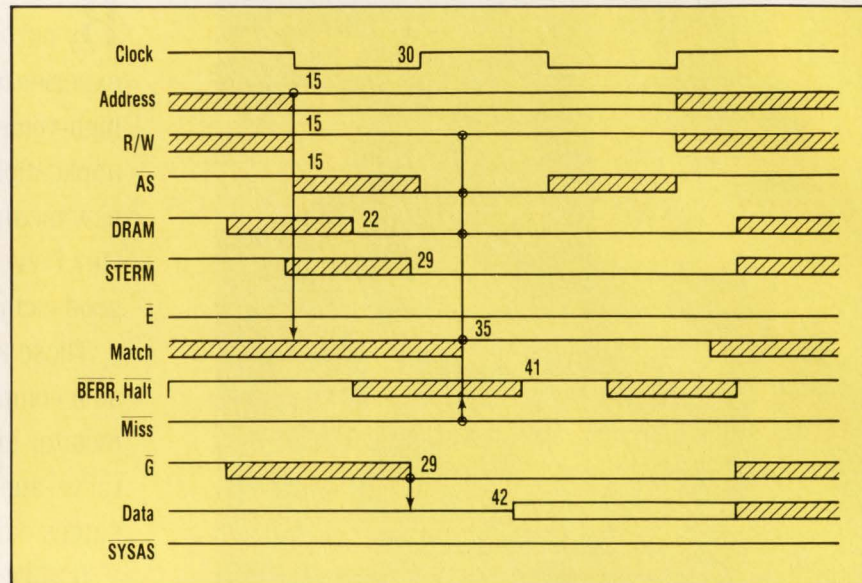 Clock 30
Address 15
R/W 15
AS 15
DRAM 22
STERM 29
E
Match 35
BERR, Halt 41
Miss
G 29
Data 42
SYSAS